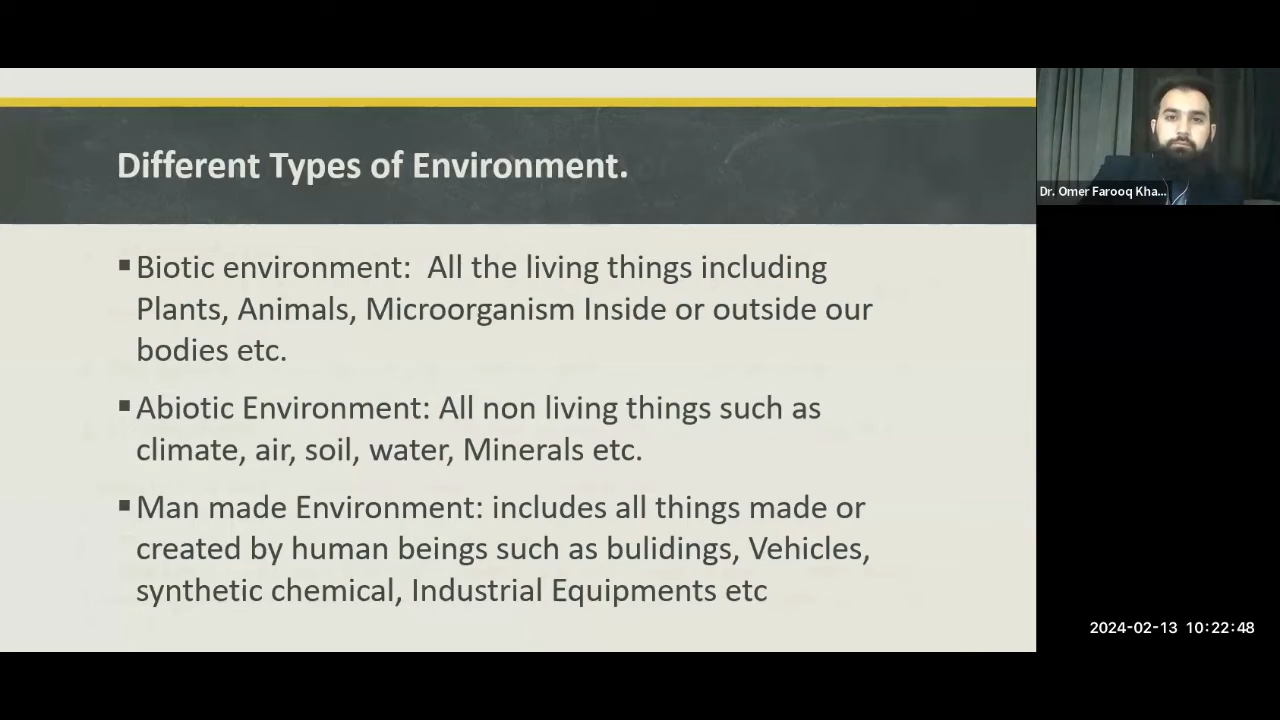 Different Types of Environment.
Dr. Omer Farooq Kha...
▪Biotic environment:  All the living things including
Plants, Animals, Microorganism Inside or outside our
bodies etc.
▪Abiotic Environment: All non living things such as
climate, air, soil, water, Minerals etc.
▪Man made Environment: includes all things made or
created by human beings such as bulidings, Vehicles,
synthetic chemical, Industrial Equipments etc
2024-02-13 10:22:48